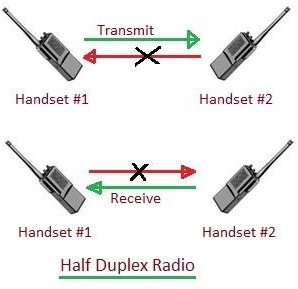 Transmit
Handset #1
Handset #2
Receive
Handset #1
Handset #2
Half Duplex Radio